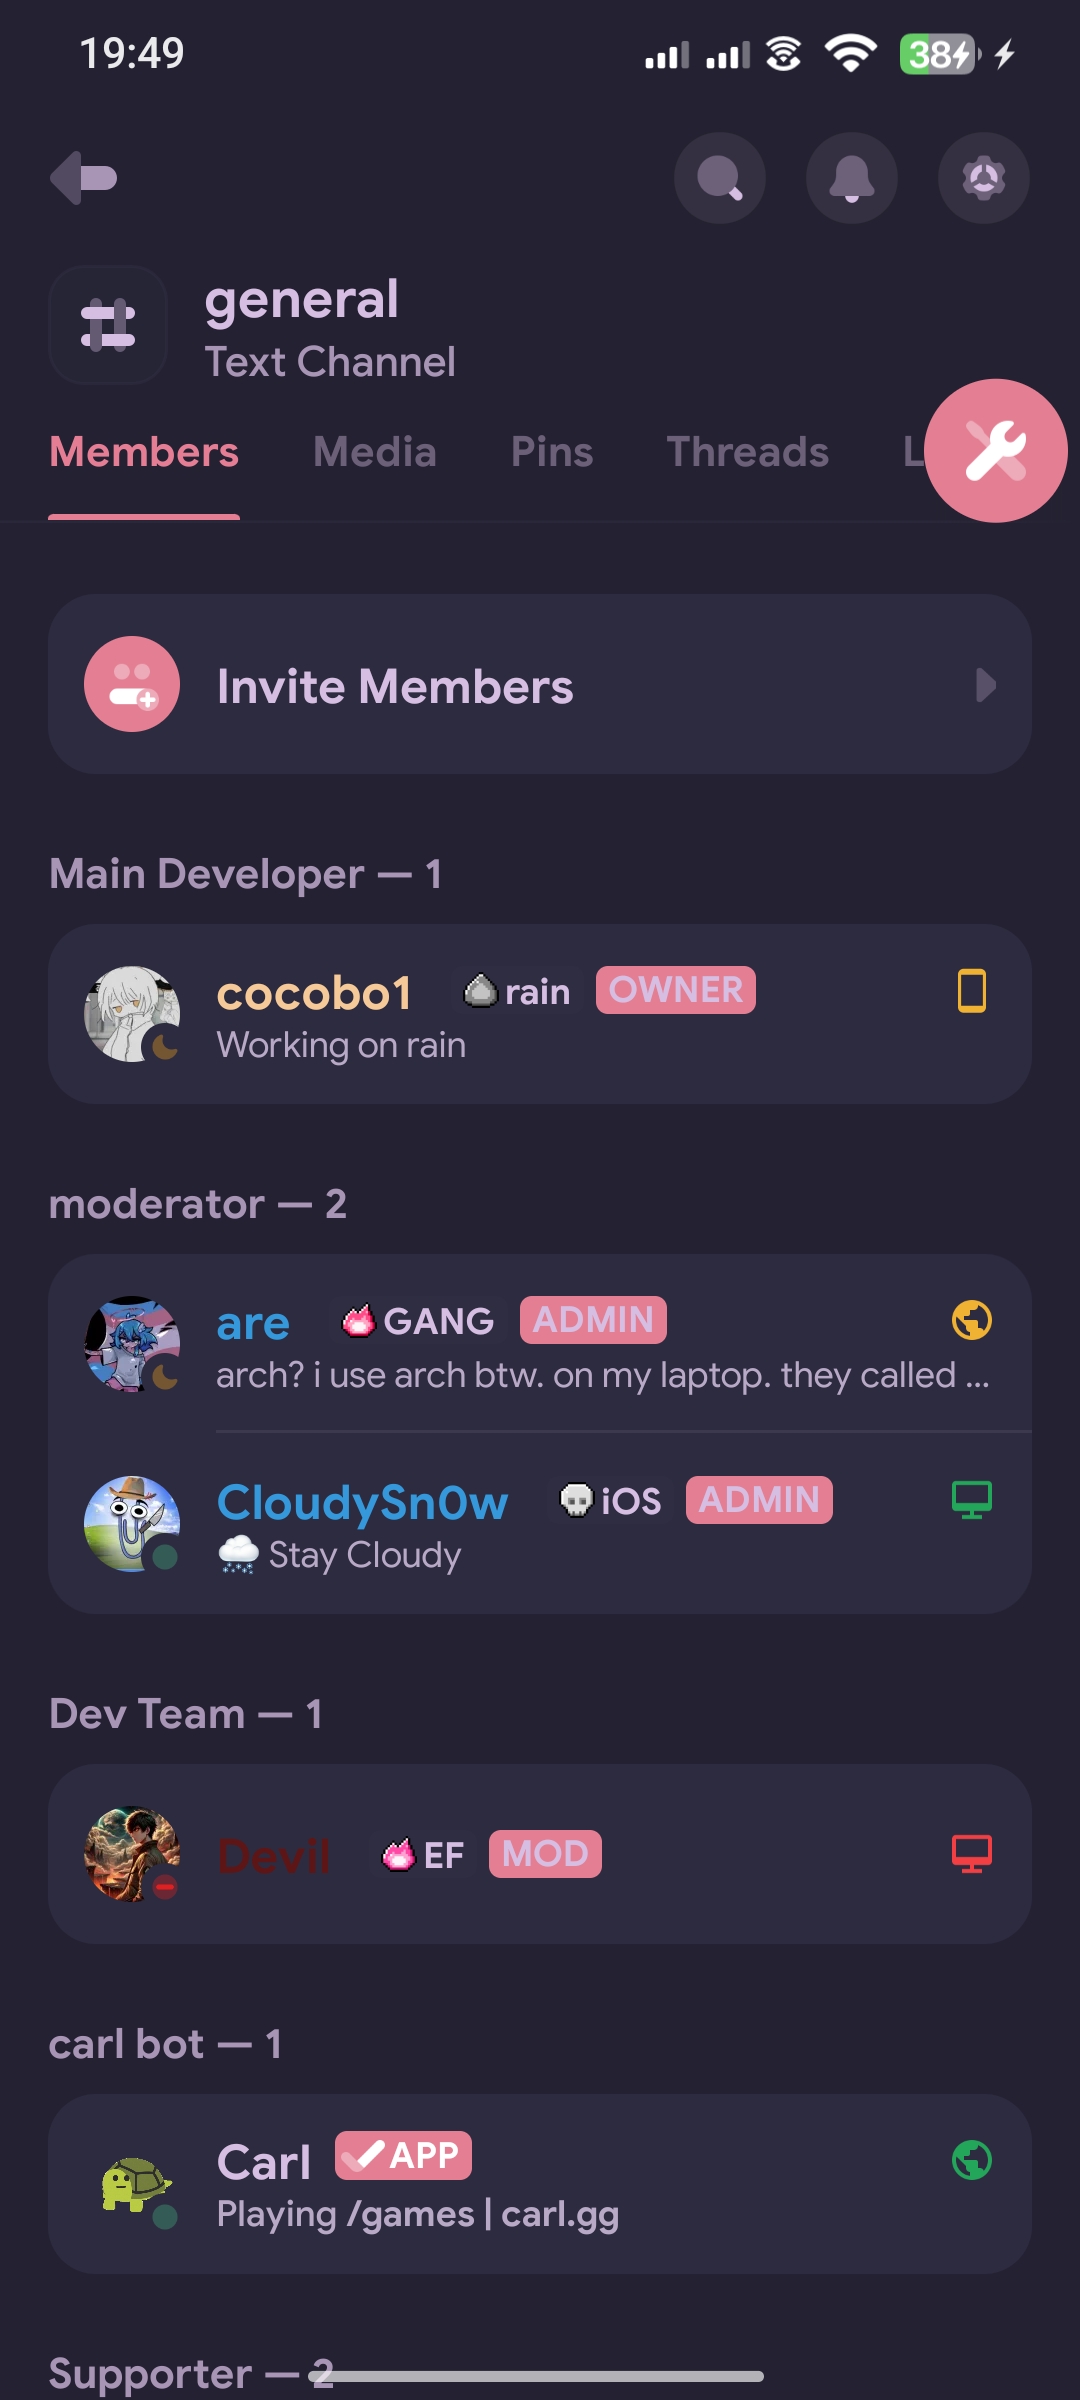 19:49
38
general
Text Channel
Members Media Pins Threads L
Invite Members
Main Developer — 1
cocobo1 rain OWNER
Working on rain
moderator — 2
are GANG ADMIN
arch? i use arch btw. on my laptop. they called ...
CloudySn0w iOS ADMIN
Stay Cloudy
Dev Team — 1
Devil EF MOD
carl bot — 1
Carl APP
Playing /games | carl.gg
Supporter — 2